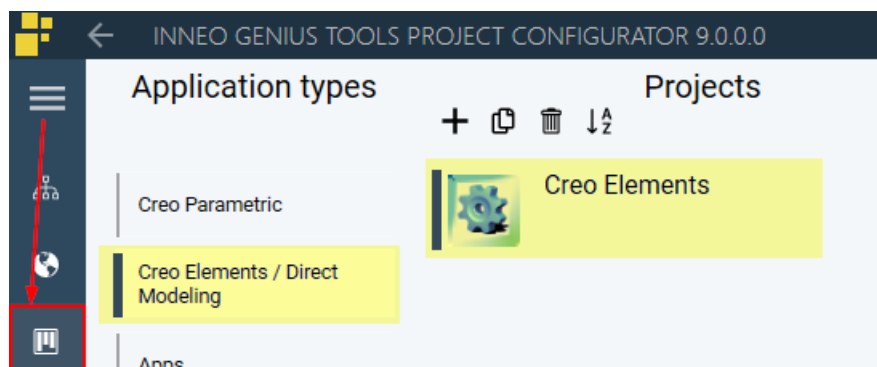 INNEO GENIUS TOOLS PROJECT CONFIGURATOR 9.0.0.0
Application types
Projects
Creo Parametric
Creo Elements
Creo Elements / Direct
Modeling
Apps